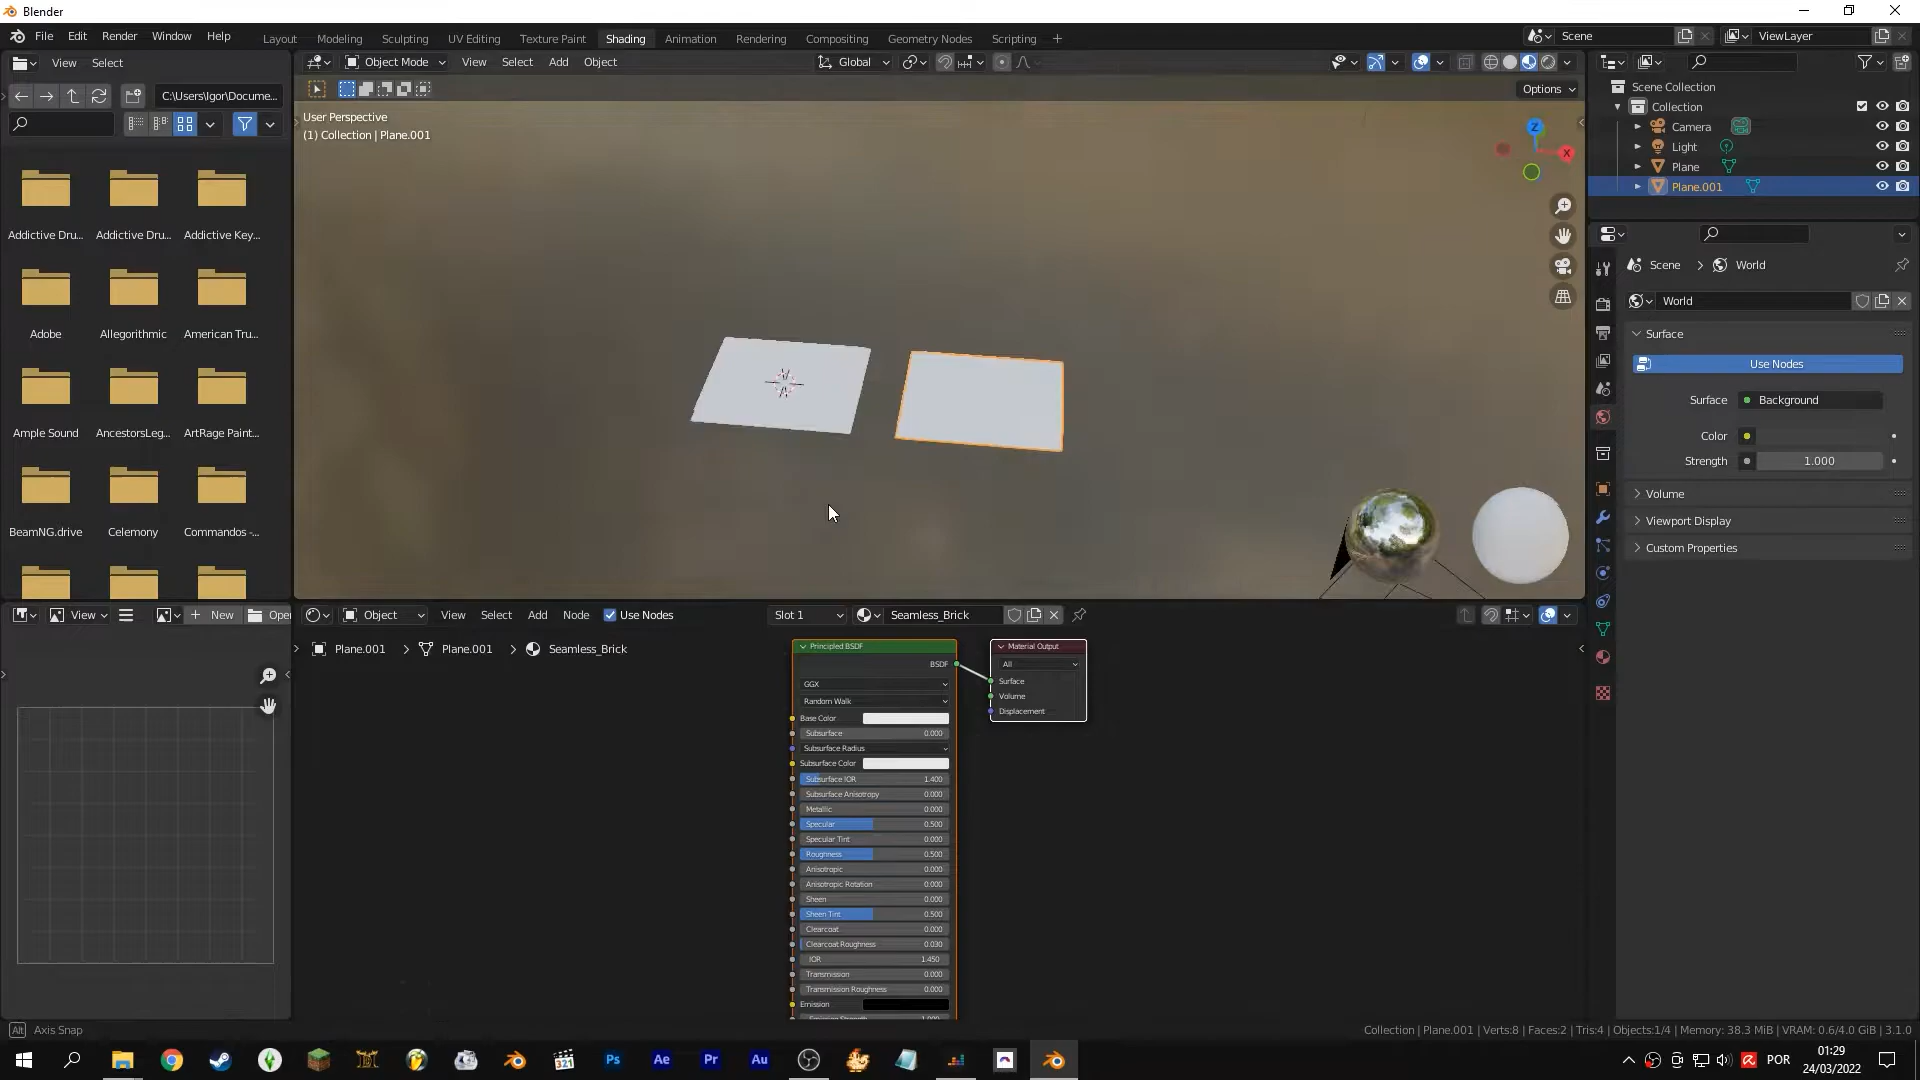 Blender
File Edit Render Window Help
Layout Modeling Sculpting UV Editing Texture Paint Shading Animation Rendering Compositing Geometry Nodes Scripting +
Scene
ViewLayer
View Select
C:\Users\Igor\Docume...
Addictive Dru... Addictive Dru... Addictive Key...
Adobe Allegorithmic American Tru...
Ample Sound AncestorsLeg... ArtRage Paint...
BeamNG.drive Celemony Commandos -...
Object Mode View Select Add Object
Global
Options
User Perspective
(1) Collection | Plane.001
Z
X
Scene Collection
Collection
Camera
Light
Plane
Plane.001
Scene > World
World
Surface
Use Nodes
Surface Background
Color
Strength 1.000
Volume
Viewport Display
Custom Properties
View New Open
Object View Select Add Node Use Nodes
Slot 1 Seamless_Brick
Plane.001 > Plane.001 > Seamless_Brick
Principled BSDF
BSDF
GGX
Random Walk
Base Color
Subsurface 0.000
Subsurface Radius
Subsurface Color
Subsurface IOR 1.400
Subsurface Anisotropy 0.000
Metallic 0.000
Specular 0.500
Specular Tint 0.000
Roughness 0.500
Anisotropic 0.000
Anisotropic Rotation 0.000
Sheen 0.000
Sheen Tint 0.500
Clearcoat 0.000
Clearcoat Roughness 0.030
IOR 1.450
Transmission 0.000
Transmission Roughness 0.000
Emission
Material Output
All
Surface
Volume
Displacement
Alt Axis Snap
Collection | Plane.001 | Verts:8 | Faces:2 | Tris:4 | Objects:1/4 | Memory: 38.3 MiB | VRAM: 0.6/4.0 GiB | 3.1.0
321 Ps Ae Pr Au
POR
01:29
24/03/2022